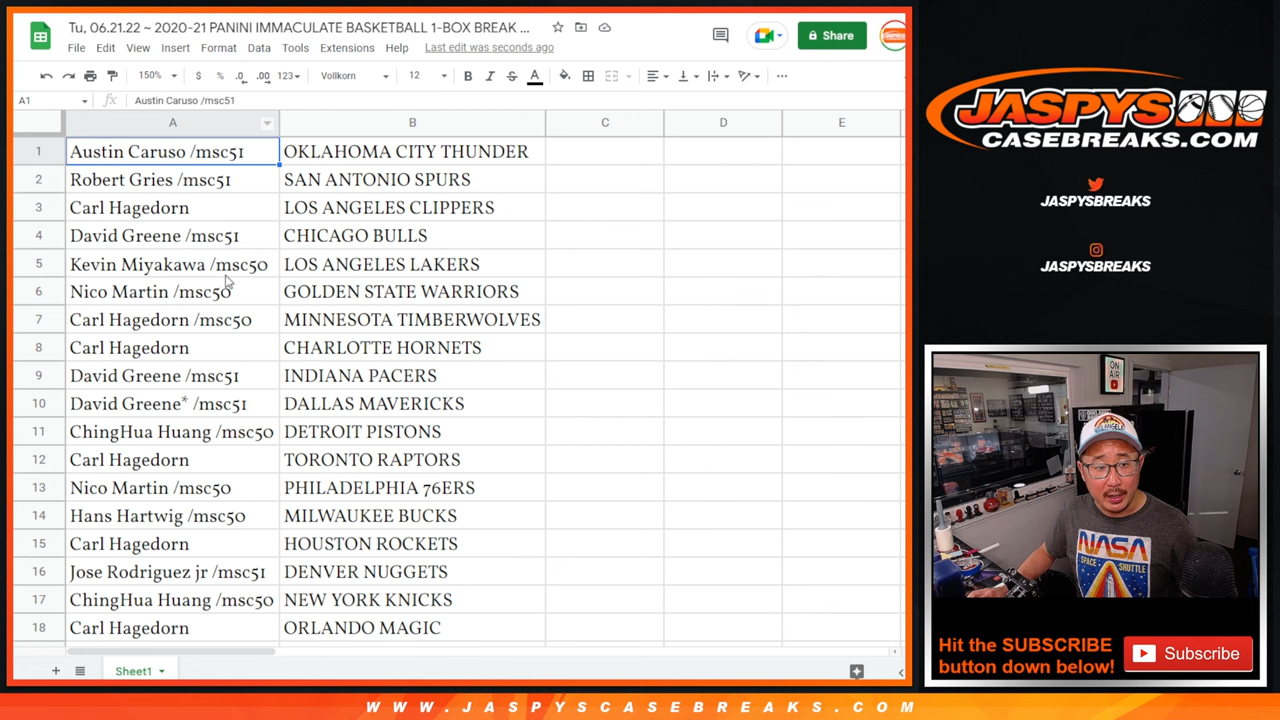 Tu, 06.21.22 ~ 2020-21 PANINI IMMACULATE BASKETBALL 1-BOX BREAK ...
File Edit View Insert Format Data Tools Extensions Help Last edit was seconds ago
Share
150% $ % .0 .00 123 Vollkorn 12 B I S A
A1 fx Austin Caruso /msc51
A B C D E
1 Austin Caruso /msc51 OKLAHOMA CITY THUNDER
2 Robert Gries /msc51 SAN ANTONIO SPURS
3 Carl Hagedorn LOS ANGELES CLIPPERS
4 David Greene /msc51 CHICAGO BULLS
5 Kevin Miyakawa /msc50 LOS ANGELES LAKERS
6 Nico Martin /msc50 GOLDEN STATE WARRIORS
7 Carl Hagedorn /msc50 MINNESOTA TIMBERWOLVES
8 Carl Hagedorn CHARLOTTE HORNETS
9 David Greene /msc51 INDIANA PACERS
10 David Greene* /msc51 DALLAS MAVERICKS
11 ChingHua Huang /msc50 DETROIT PISTONS
12 Carl Hagedorn TORONTO RAPTORS
13 Nico Martin /msc50 PHILADELPHIA 76ERS
14 Hans Hartwig /msc50 MILWAUKEE BUCKS
15 Carl Hagedorn HOUSTON ROCKETS
16 Jose Rodriguez jr /msc51 DENVER NUGGETS
17 ChingHua Huang /msc50 NEW YORK KNICKS
18 Carl Hagedorn ORLANDO MAGIC
Sheet1
JASPYS
CASEBREAKS.COM
JASPYSBREAKS
JASPYSBREAKS
ON
AIR
NASA
SPACE SHUTTLE
Hit the SUBSCRIBE
button down below!
Subscribe
WWW.JASPYSCASEBREAKS.COM